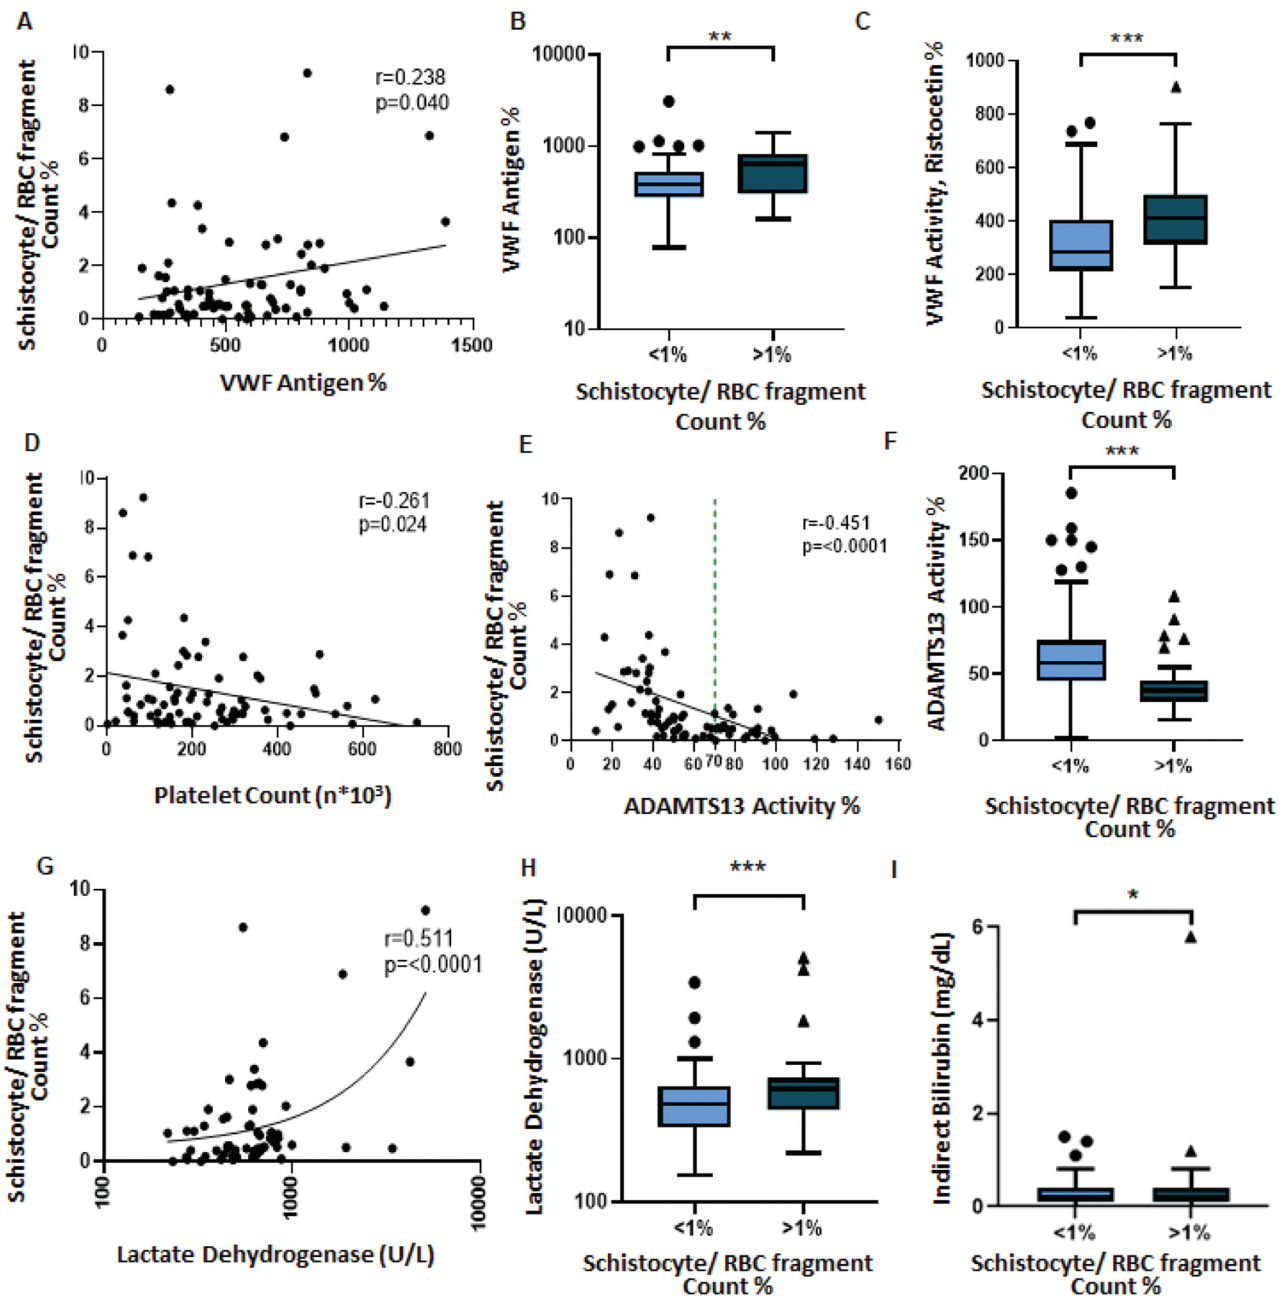 A
Schistocyte/ RBC fragment
Count %
10
8
6
4
2
0
r=0.238
p=0.040
0
500
1000
1500
VWF Antigen %
B
VWF Antigen %
10000
1000
100
10
**
<1%
>1%
Schistocyte/ RBC fragment
Count %
C
VWF Activity, Ristocetin %
1000
800
600
400
200
0
***
<1%
>1%
Schistocyte/ RBC fragment
Count %
D
Schistocyte/ RBC fragment
Count %
10
8
6
4
2
0
r=-0.261
p=0.024
0
200
400
600
800
Platelet Count (n*10³)
E
Schistocyte/ RBC fragment
Count %
10
8
6
4
2
0
r=-0.451
p=<0.0001
0
20
40
60
70
80
100
120
140
160
ADAMTS13 Activity %
F
ADAMTS13 Activity %
200
150
100
50
0
***
<1%
>1%
Schistocyte/ RBC fragment
Count %
G
Schistocyte/ RBC fragment
Count %
10
8
6
4
2
0
r=0.511
p=<0.0001
100
1000
10000
Lactate Dehydrogenase (U/L)
H
Lactate Dehydrogenase (U/L)
10000
1000
100
***
<1%
>1%
Schistocyte/ RBC fragment
Count %
I
Indirect Bilirubin (mg/dL)
6
4
2
0
*
<1%
>1%
Schistocyte/ RBC fragment
Count %